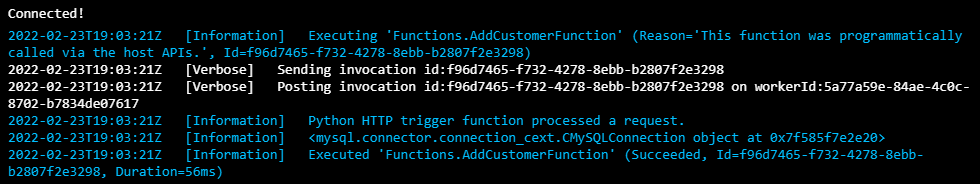 Connected!
2022-02-23T19:03:21Z   [Information]   Executing 'Functions.AddCustomerFunction' (Reason='This function was programmatically
called via the host APIs.', Id=f96d7465-f732-4278-8ebb-b2807f2e3298)
2022-02-23T19:03:21Z   [Verbose]   Sending invocation id:f96d7465-f732-4278-8ebb-b2807f2e3298
2022-02-23T19:03:21Z   [Verbose]   Posting invocation id:f96d7465-f732-4278-8ebb-b2807f2e3298 on workerId:5a77a59e-84ae-4c0c-
8702-b7834de07617
2022-02-23T19:03:21Z   [Information]   Python HTTP trigger function processed a request.
2022-02-23T19:03:21Z   [Information]   <mysql.connector.connection_cext.CMySQLConnection object at 0x7f585f7e2e20>
2022-02-23T19:03:21Z   [Information]   Executed 'Functions.AddCustomerFunction' (Succeeded, Id=f96d7465-f732-4278-8ebb-
b2807f2e3298, Duration=56ms)